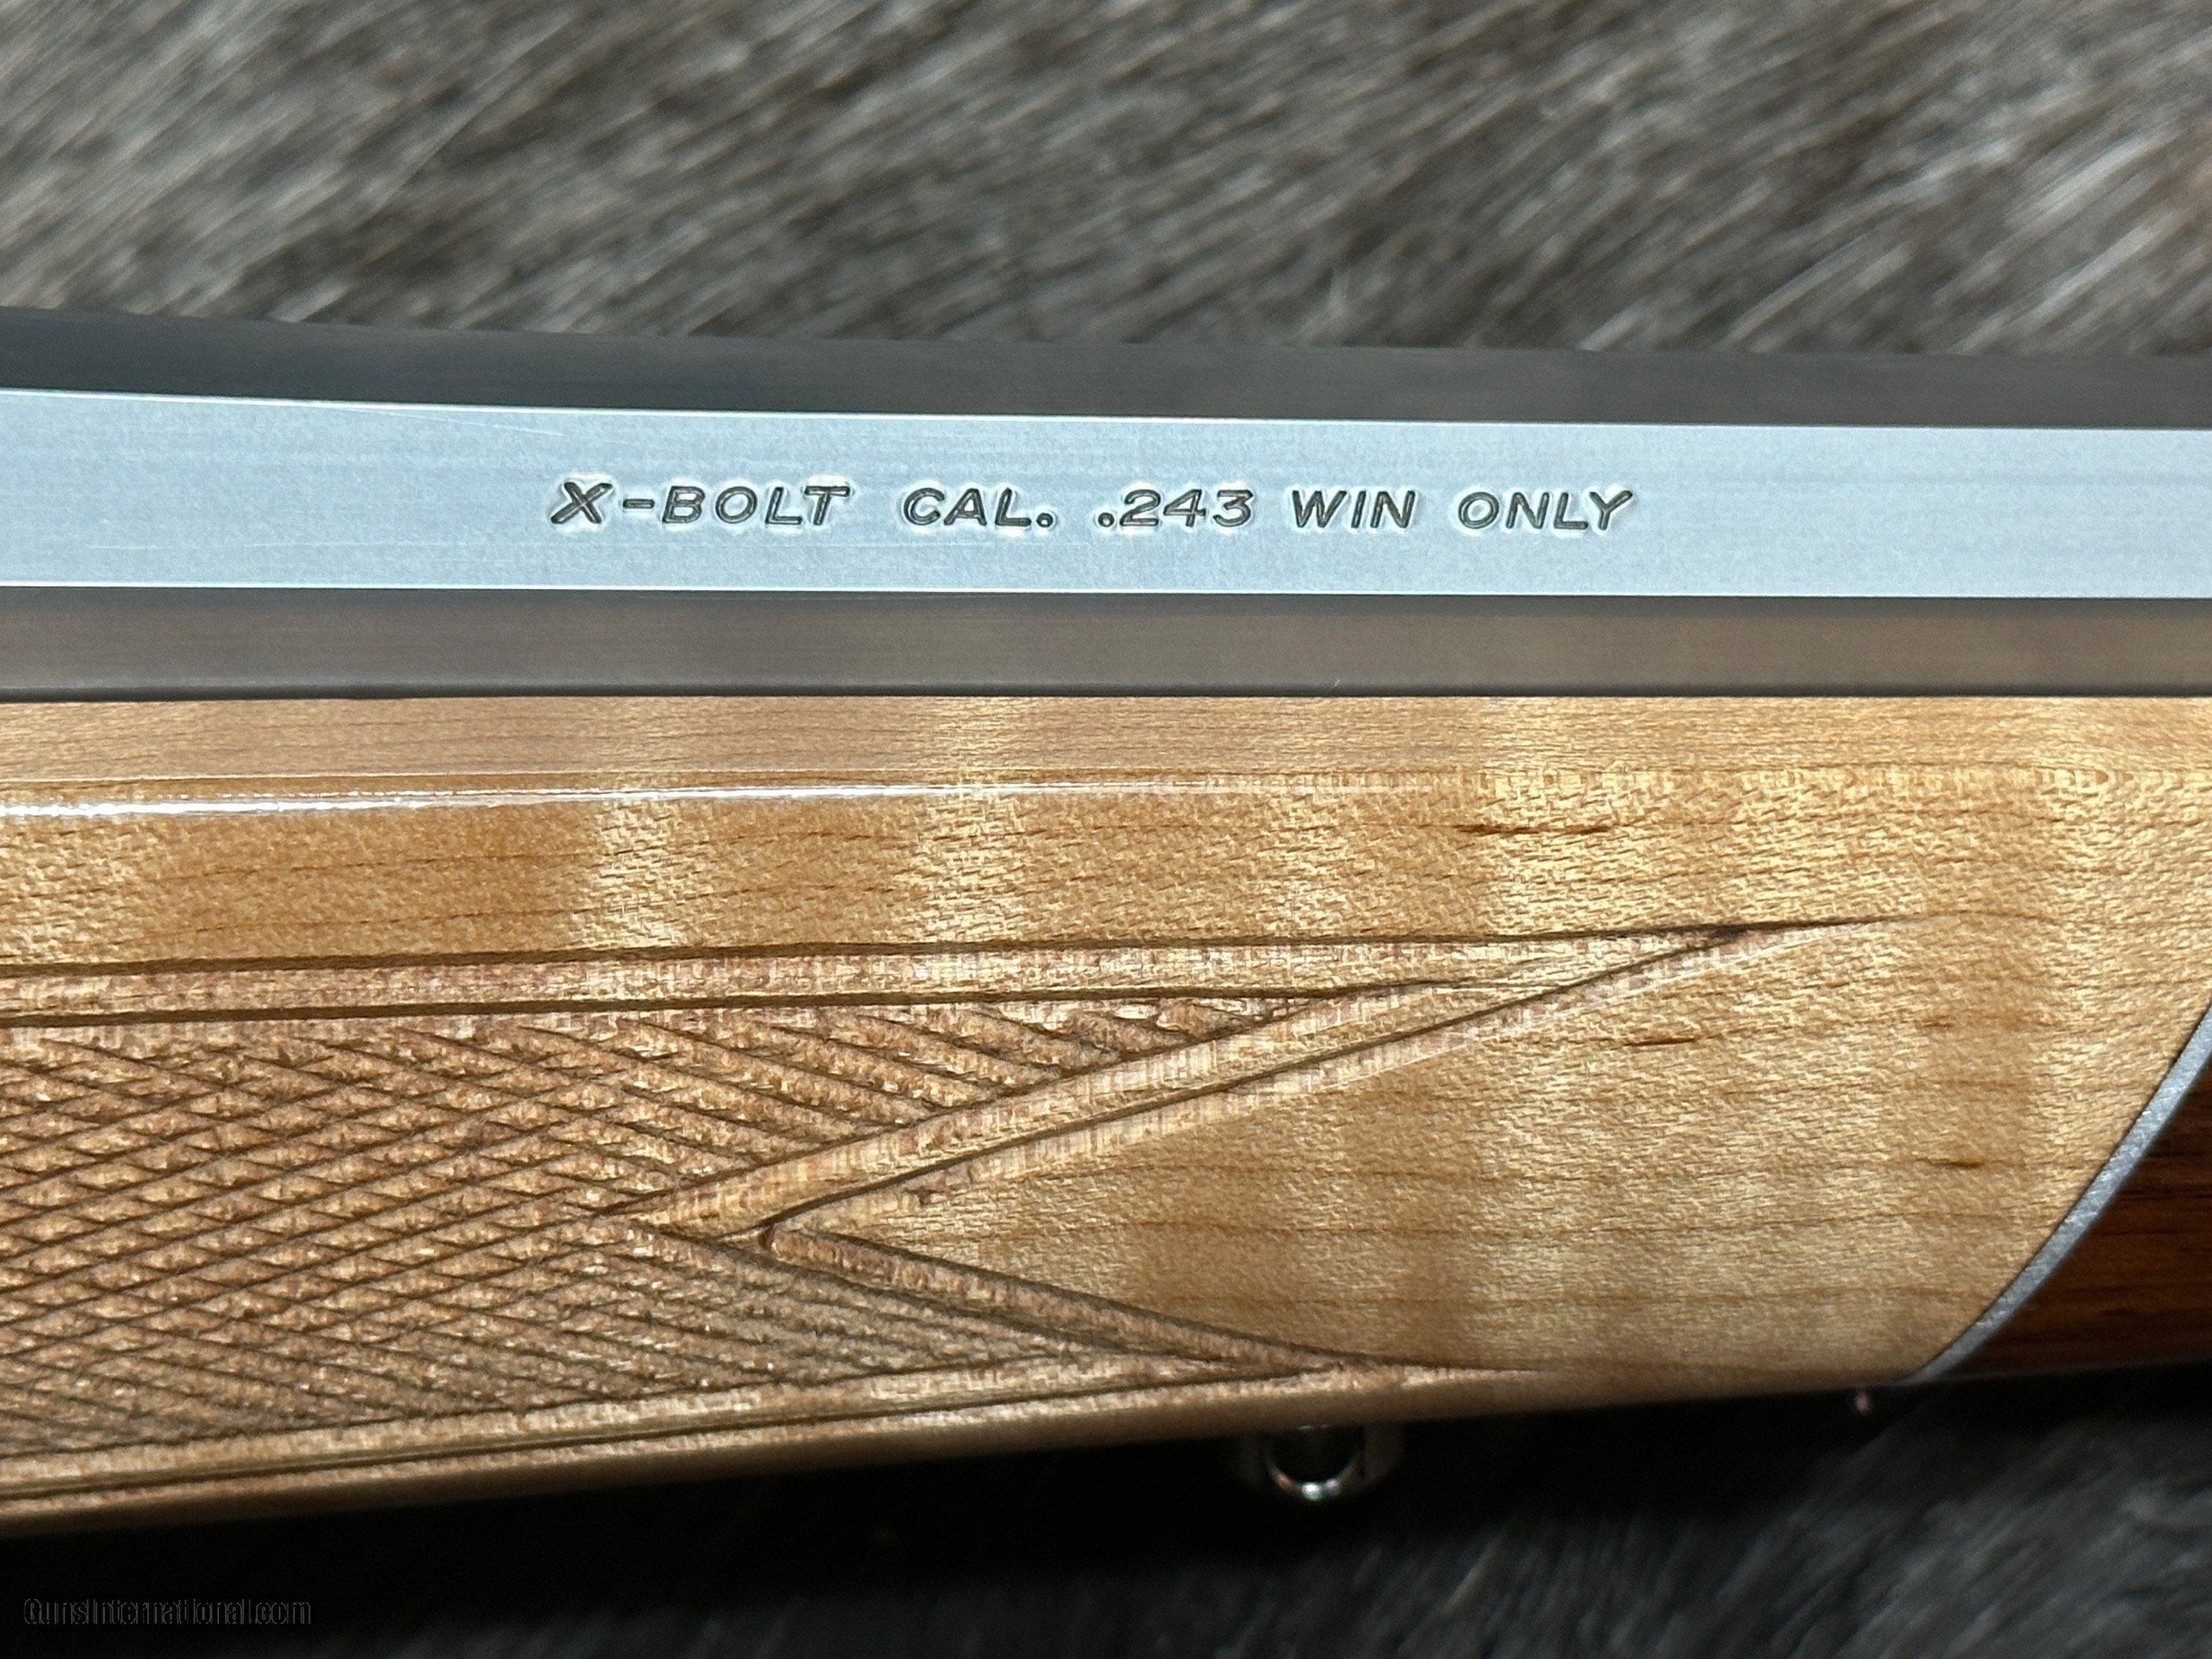 X-BOLT CAL. .243 WIN ONLY
GunsInternational.com